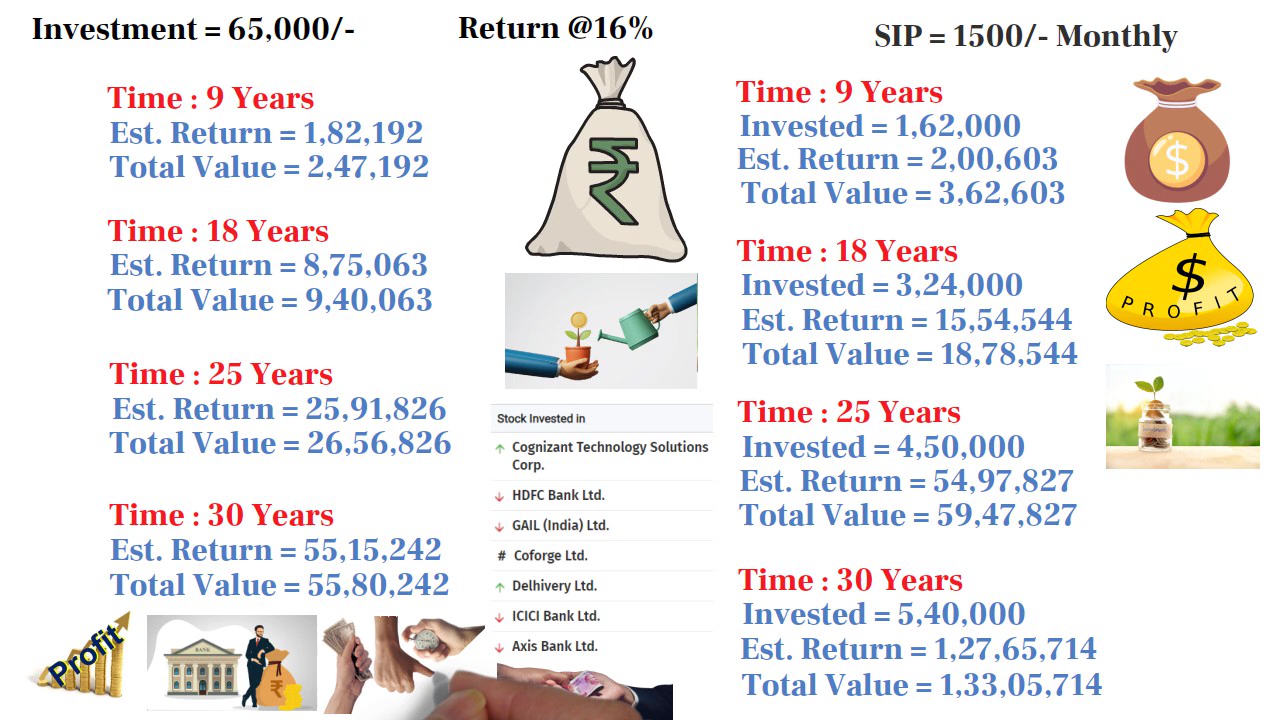 Investment = 65,000/-
Return @16%
SIP = 1500/- Monthly
Time : 9 Years
Est. Return = 1,82,192
Total Value = 2,47,192
Time : 18 Years
Est. Return = 8,75,063
Total Value = 9,40,063
Time : 25 Years
Est. Return = 25,91,826
Total Value = 26,56,826
Time : 30 Years
Est. Return = 55,15,242
Total Value = 55,80,242
Profit
BANK
₹
₹
Stock Invested in
Cognizant Technology Solutions
Corp.
HDFC Bank Ltd.
GAIL (India) Ltd.
# Coforge Ltd.
Delhivery Ltd.
ICICI Bank Ltd.
Axis Bank Ltd.
Time : 9 Years
Invested = 1,62,000
Est. Return = 2,00,603
Total Value = 3,62,603
Time : 18 Years
Invested = 3,24,000
Est. Return = 15,54,544
Total Value = 18,78,544
Time : 25 Years
Invested = 4,50,000
Est. Return = 54,97,827
Total Value = 59,47,827
Time : 30 Years
Invested = 5,40,000
Est. Return = 1,27,65,714
Total Value = 1,33,05,714
$
$
PROFIT